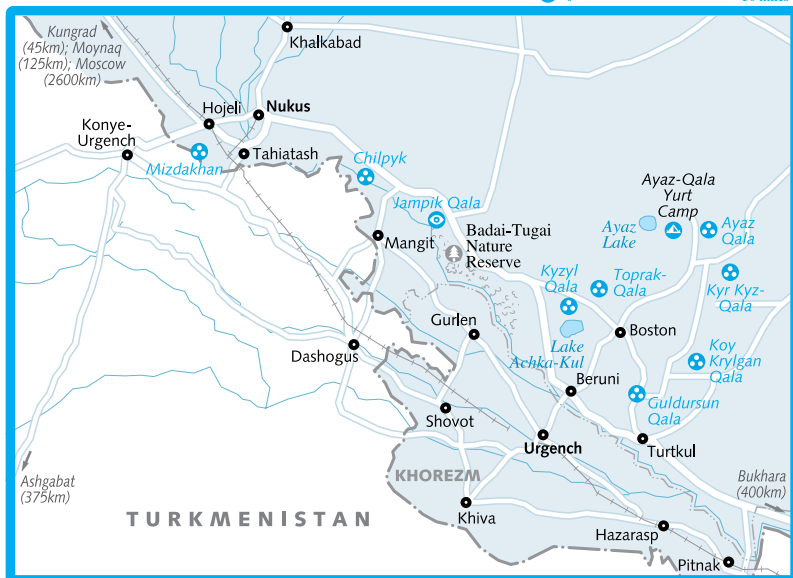 Kungrad
(45km); Moynaq
(125km); Moscow
(2600km)
Khalkabad
Hojeli
Nukus
Konye-
Urgench
Mizdakhan
Tahiatash
Chilpyk
Jampik Qala
Ayaz-Qala
Yurt
Camp
Ayaz
Lake
Ayaz
Qala
Mangit
Badai-Tugai
Nature
Reserve
Kyzyl
Qala
Toprak-
Qala
Kyr Kyz-
Qala
Gurlen
Boston
Dashogus
Lake
Achka-Kul
Koy
Krylgan
Qala
Beruni
Guldursun
Qala
Shovot
Urgench
Turtkul
KHOREZM
Ashgabat
(375km)
Bukhara
(400km)
TURKMENISTAN
Khiva
Hazarasp
Pitnak